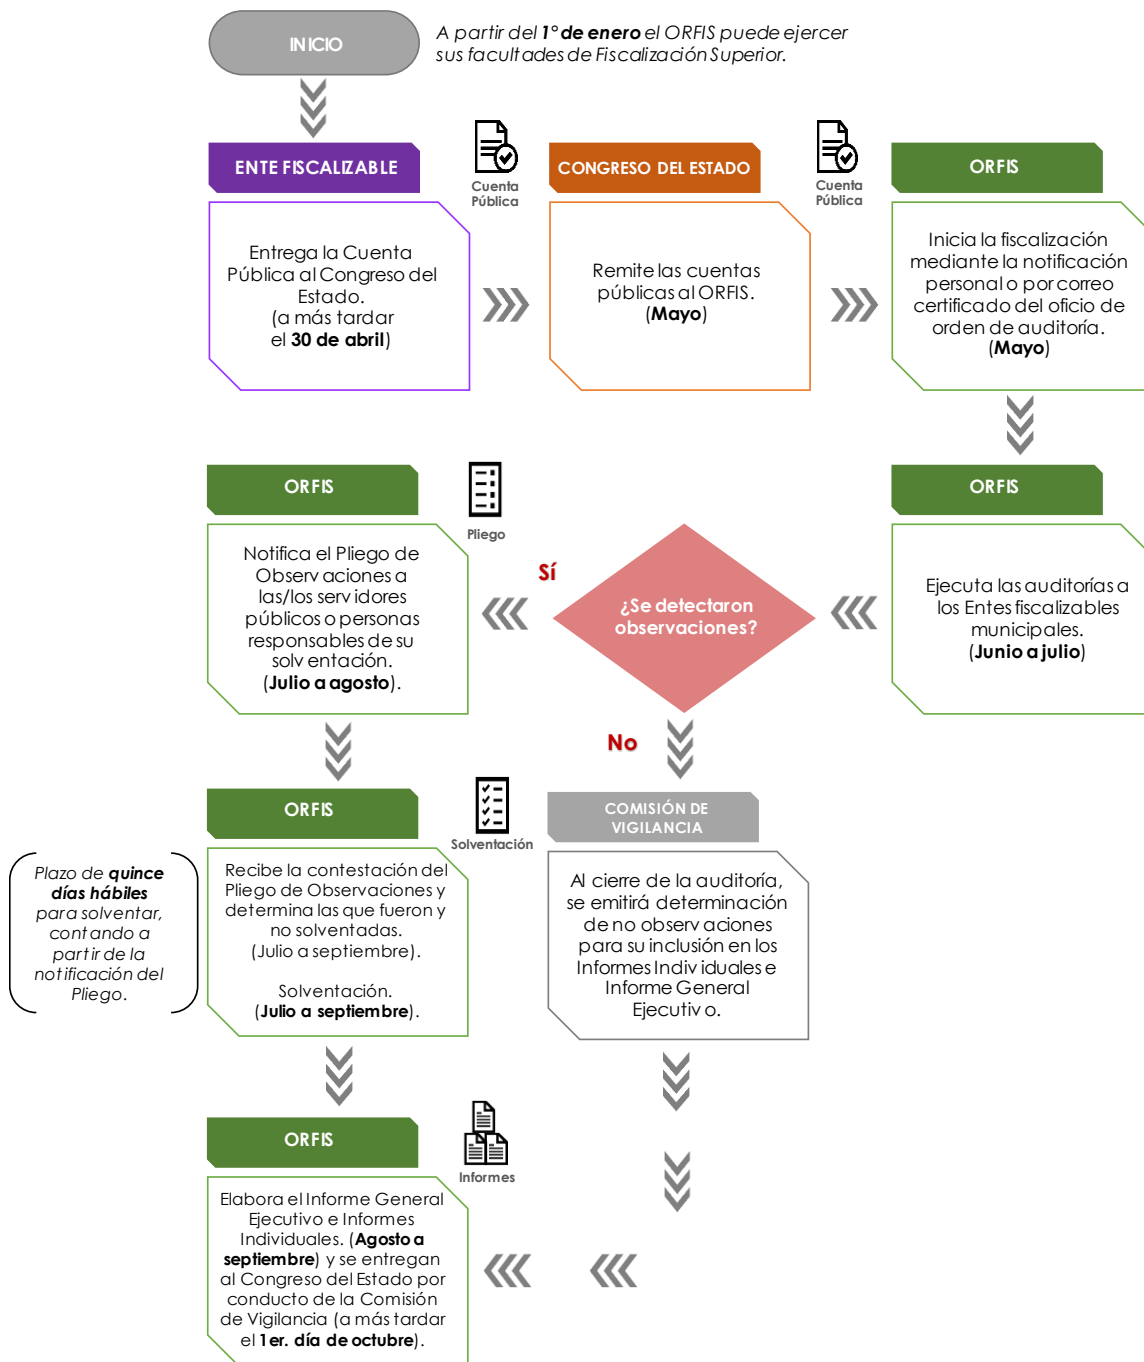 INICIO
A partir del 1° de enero el ORFIS puede ejercer
sus facultades de Fiscalización Superior.
ENTE FISCALIZABLE
Cuenta
Pública
CONGRESO DEL ESTADO
Cuenta
Pública
ORFIS
Entrega la Cuenta
Pública al Congreso del
Estado.
(a más tardar
el 30 de abril)
Remite las cuentas
públicas al ORFIS.
(Mayo)
Inicia la fiscalización
mediante la notificación
personal o por correo
certificado del oficio de
orden de auditoría.
(Mayo)
ORFIS
Pliego
ORFIS
Notifica el Pliego de
Observaciones a
las/los servidores
públicos o personas
responsables de su
solventación.
(Julio a agosto).
Sí
¿Se detectaron
observaciones?
Ejecuta las auditorías a
los Entes fiscalizables
municipales.
(Junio a julio)
No
ORFIS
Solventación
COMISIÓN DE
VIGILANCIA
Plazo de quince
días hábiles
para solventar,
contando a
partir de la
notificación del
Pliego.
Recibe la contestación del
Pliego de Observaciones y
determina las que fueron y
no solventadas.
(Julio a septiembre).
Solventación.
(Julio a septiembre).
Al cierre de la auditoría,
se emitirá determinación
de no observaciones
para su inclusión en los
Informes Individuales e
Informe General
Ejecutivo.
ORFIS
Informes
Elabora el Informe General
Ejecutivo e Informes
Individuales. (Agosto a
septiembre) y se entregan
al Congreso del Estado por
conducto de la Comisión
de Vigilancia (a más tardar
el 1er. día de octubre).